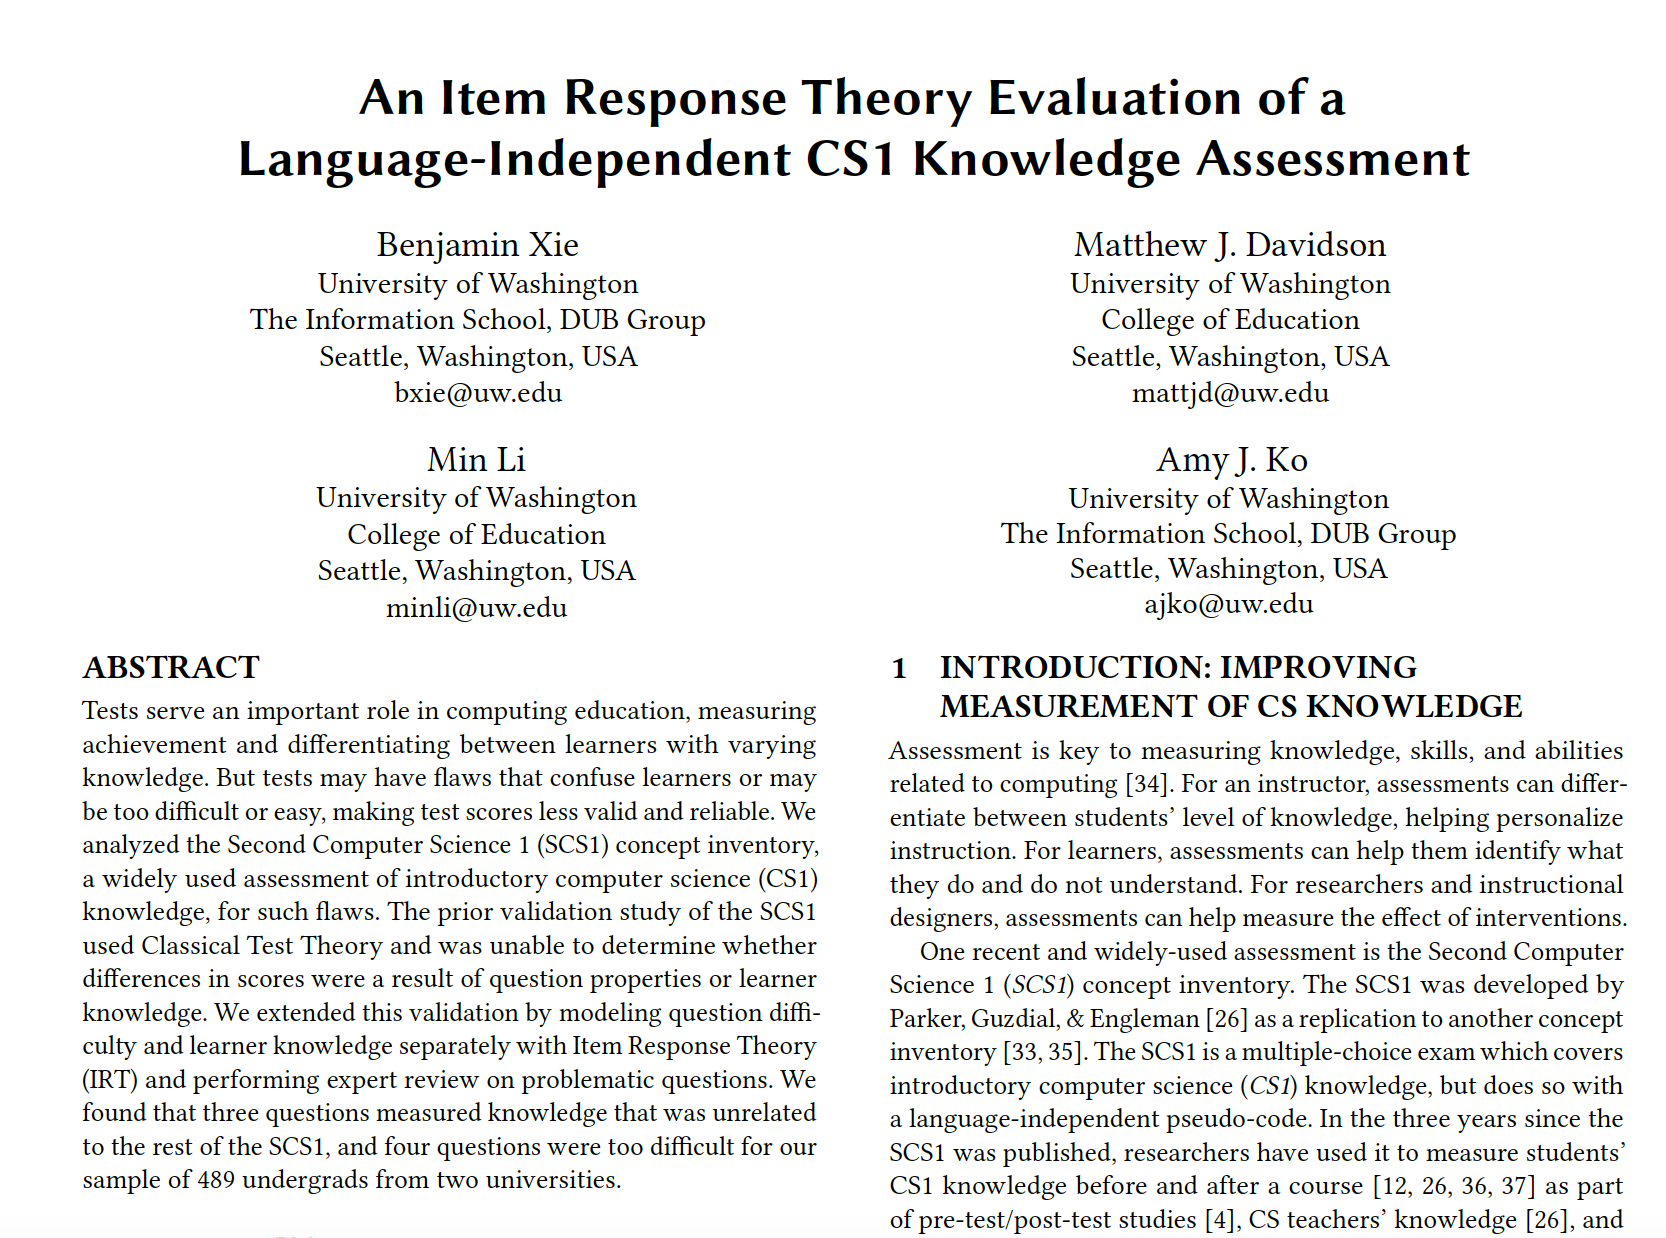 An Item Response Theory Evaluation of a
Language-Independent CS1 Knowledge Assessment
Benjamin Xie
University of Washington
The Information School, DUB Group
Seattle, Washington, USA
bxie@uw.edu
Matthew J. Davidson
University of Washington
College of Education
Seattle, Washington, USA
mattjd@uw.edu
Min Li
University of Washington
College of Education
Seattle, Washington, USA
minli@uw.edu
Amy J. Ko
University of Washington
The Information School, DUB Group
Seattle, Washington, USA
ajko@uw.edu
ABSTRACT
Tests serve an important role in computing education, measuring
achievement and differentiating between learners with varying
knowledge. But tests may have flaws that confuse learners or may
be too difficult or easy, making test scores less valid and reliable. We
analyzed the Second Computer Science 1 (SCS1) concept inventory,
a widely used assessment of introductory computer science (CS1)
knowledge, for such flaws. The prior validation study of the SCS1
used Classical Test Theory and was unable to determine whether
differences in scores were a result of question properties or learner
knowledge. We extended this validation by modeling question diffi-
culty and learner knowledge separately with Item Response Theory
(IRT) and performing expert review on problematic questions. We
found that three questions measured knowledge that was unrelated
to the rest of the SCS1, and four questions were too difficult for our
sample of 489 undergrads from two universities.
1 INTRODUCTION: IMPROVING
MEASUREMENT OF CS KNOWLEDGE
Assessment is key to measuring knowledge, skills, and abilities
related to computing [34]. For an instructor, assessments can differ-
entiate between students' level of knowledge, helping personalize
instruction. For learners, assessments can help them identify what
they do and do not understand. For researchers and instructional
designers, assessments can help measure the effect of interventions.
One recent and widely-used assessment is the Second Computer
Science 1 (SCS1) concept inventory. The SCS1 was developed by
Parker, Guzdial, & Engleman [26] as a replication to another concept
inventory [33, 35]. The SCS1 is a multiple-choice exam which covers
introductory computer science (CS1) knowledge, but does so with
a language-independent pseudo-code. In the three years since the
SCS1 was published, researchers have used it to measure students'
CS1 knowledge before and after a course [12, 26, 36, 37] as part
of pre-test/post-test studies [4], CS teachers' knowledge [26], and